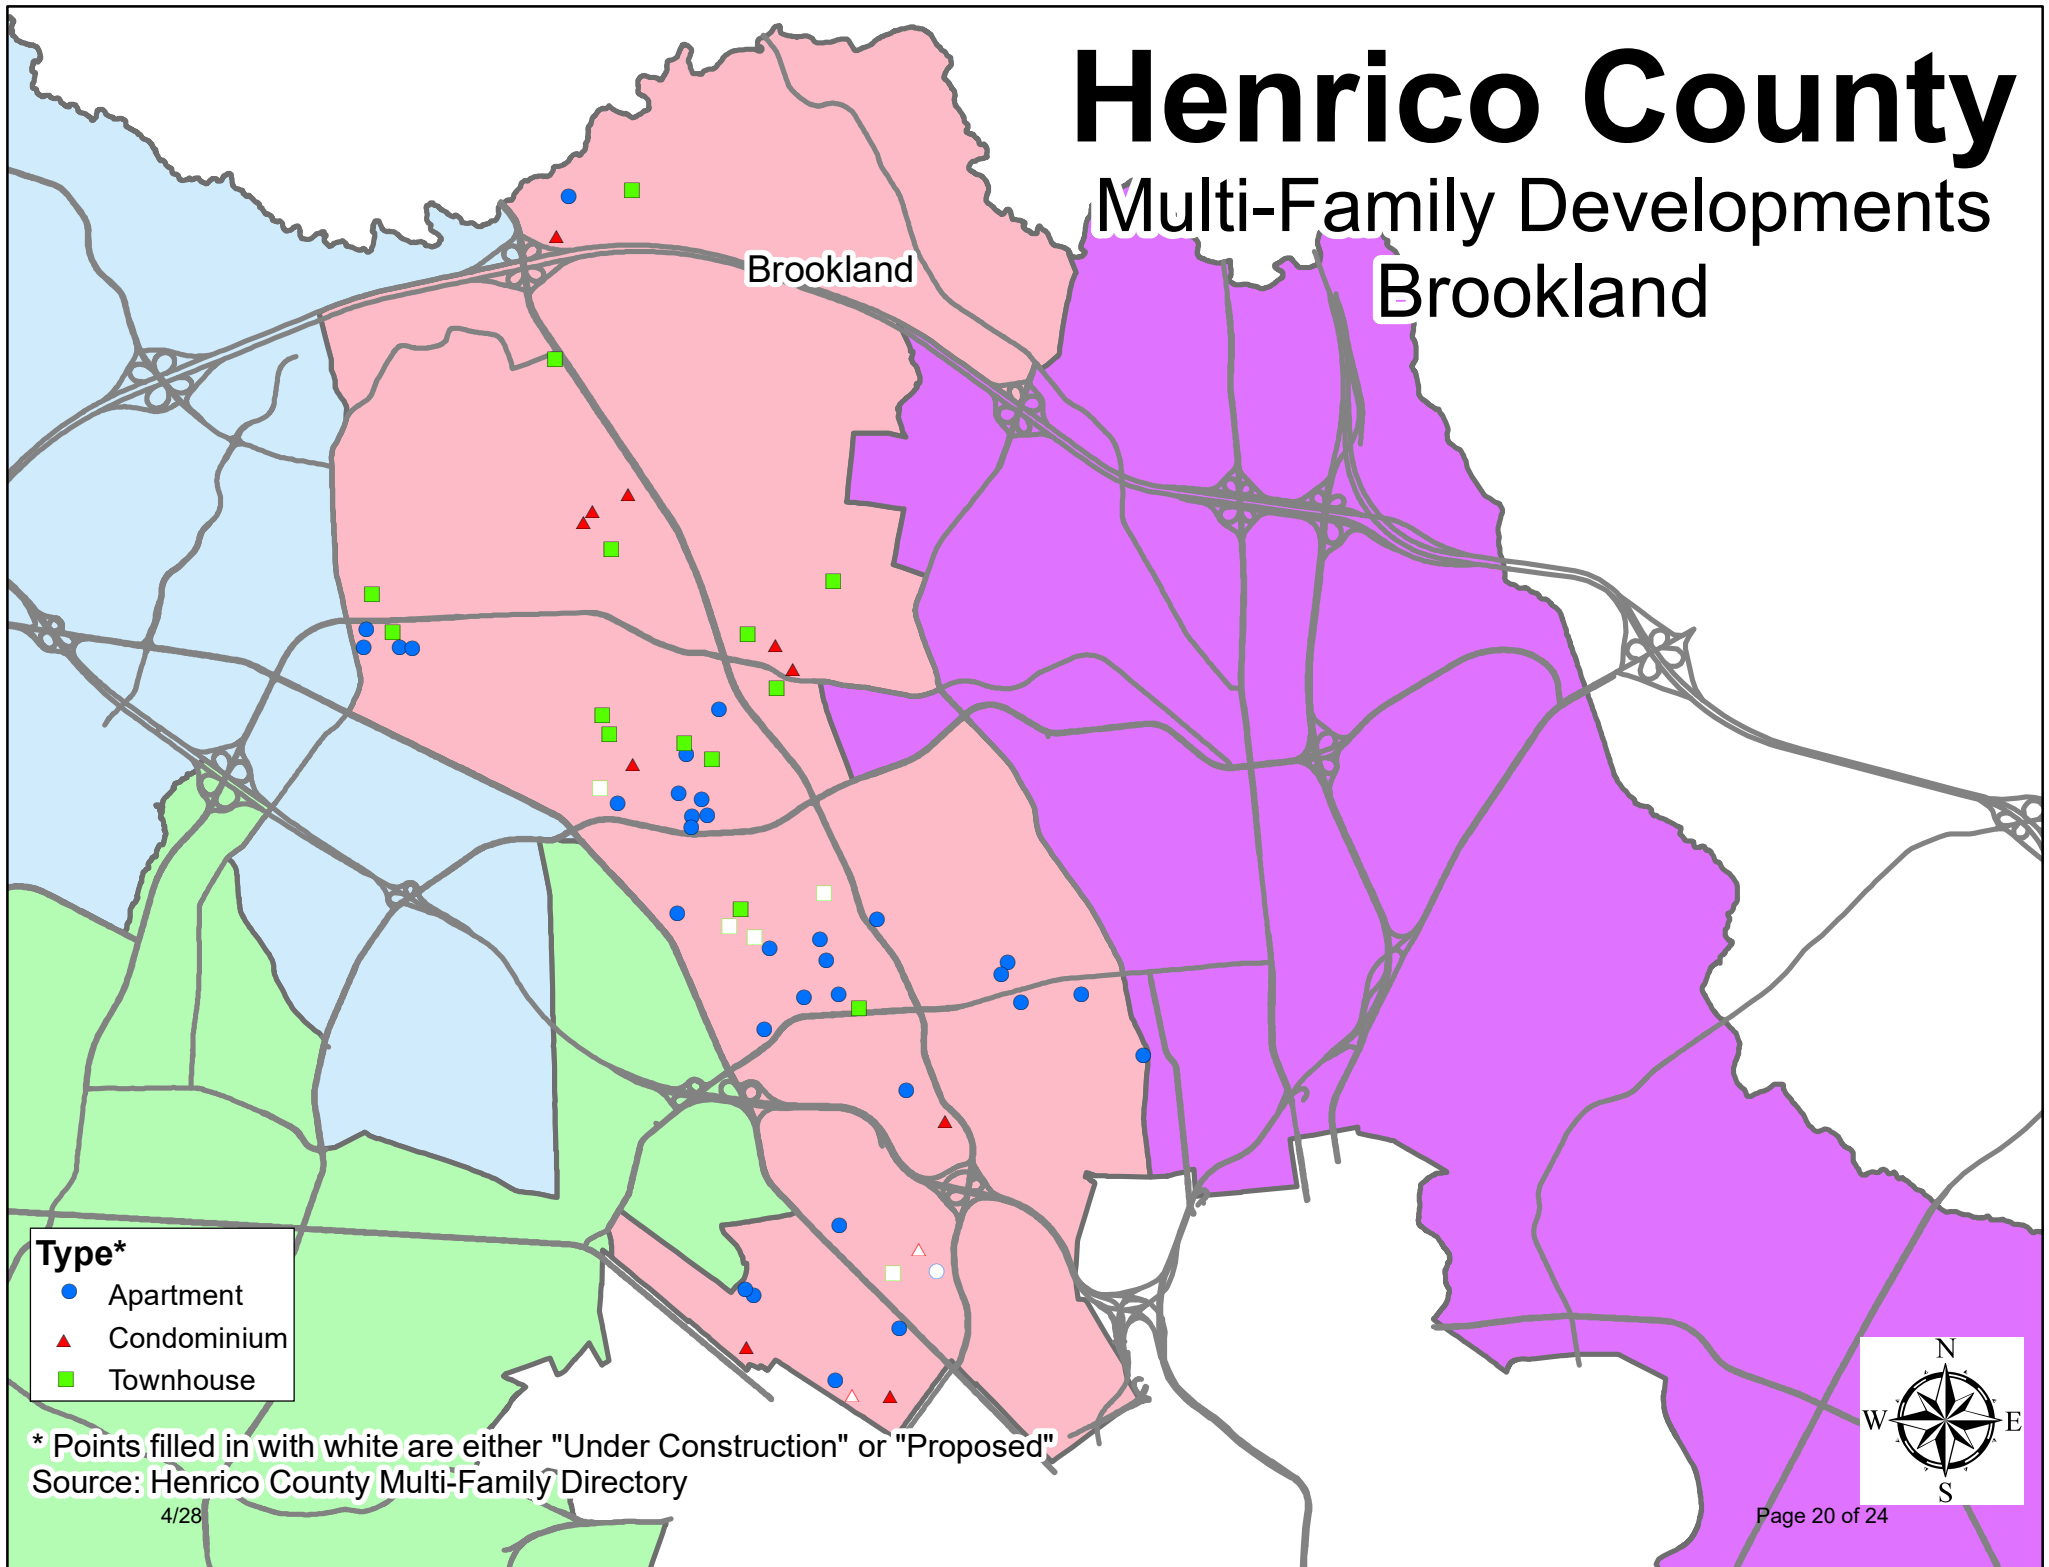 Henrico County
Multi-Family Developments
Brookland
Brookland
Type*
Apartment
Condominium
Townhouse
* Points filled in with white are either "Under Construction" or "Proposed"
Source: Henrico County Multi-Family Directory
4/28
N
W
E
S
Page 20 of 24